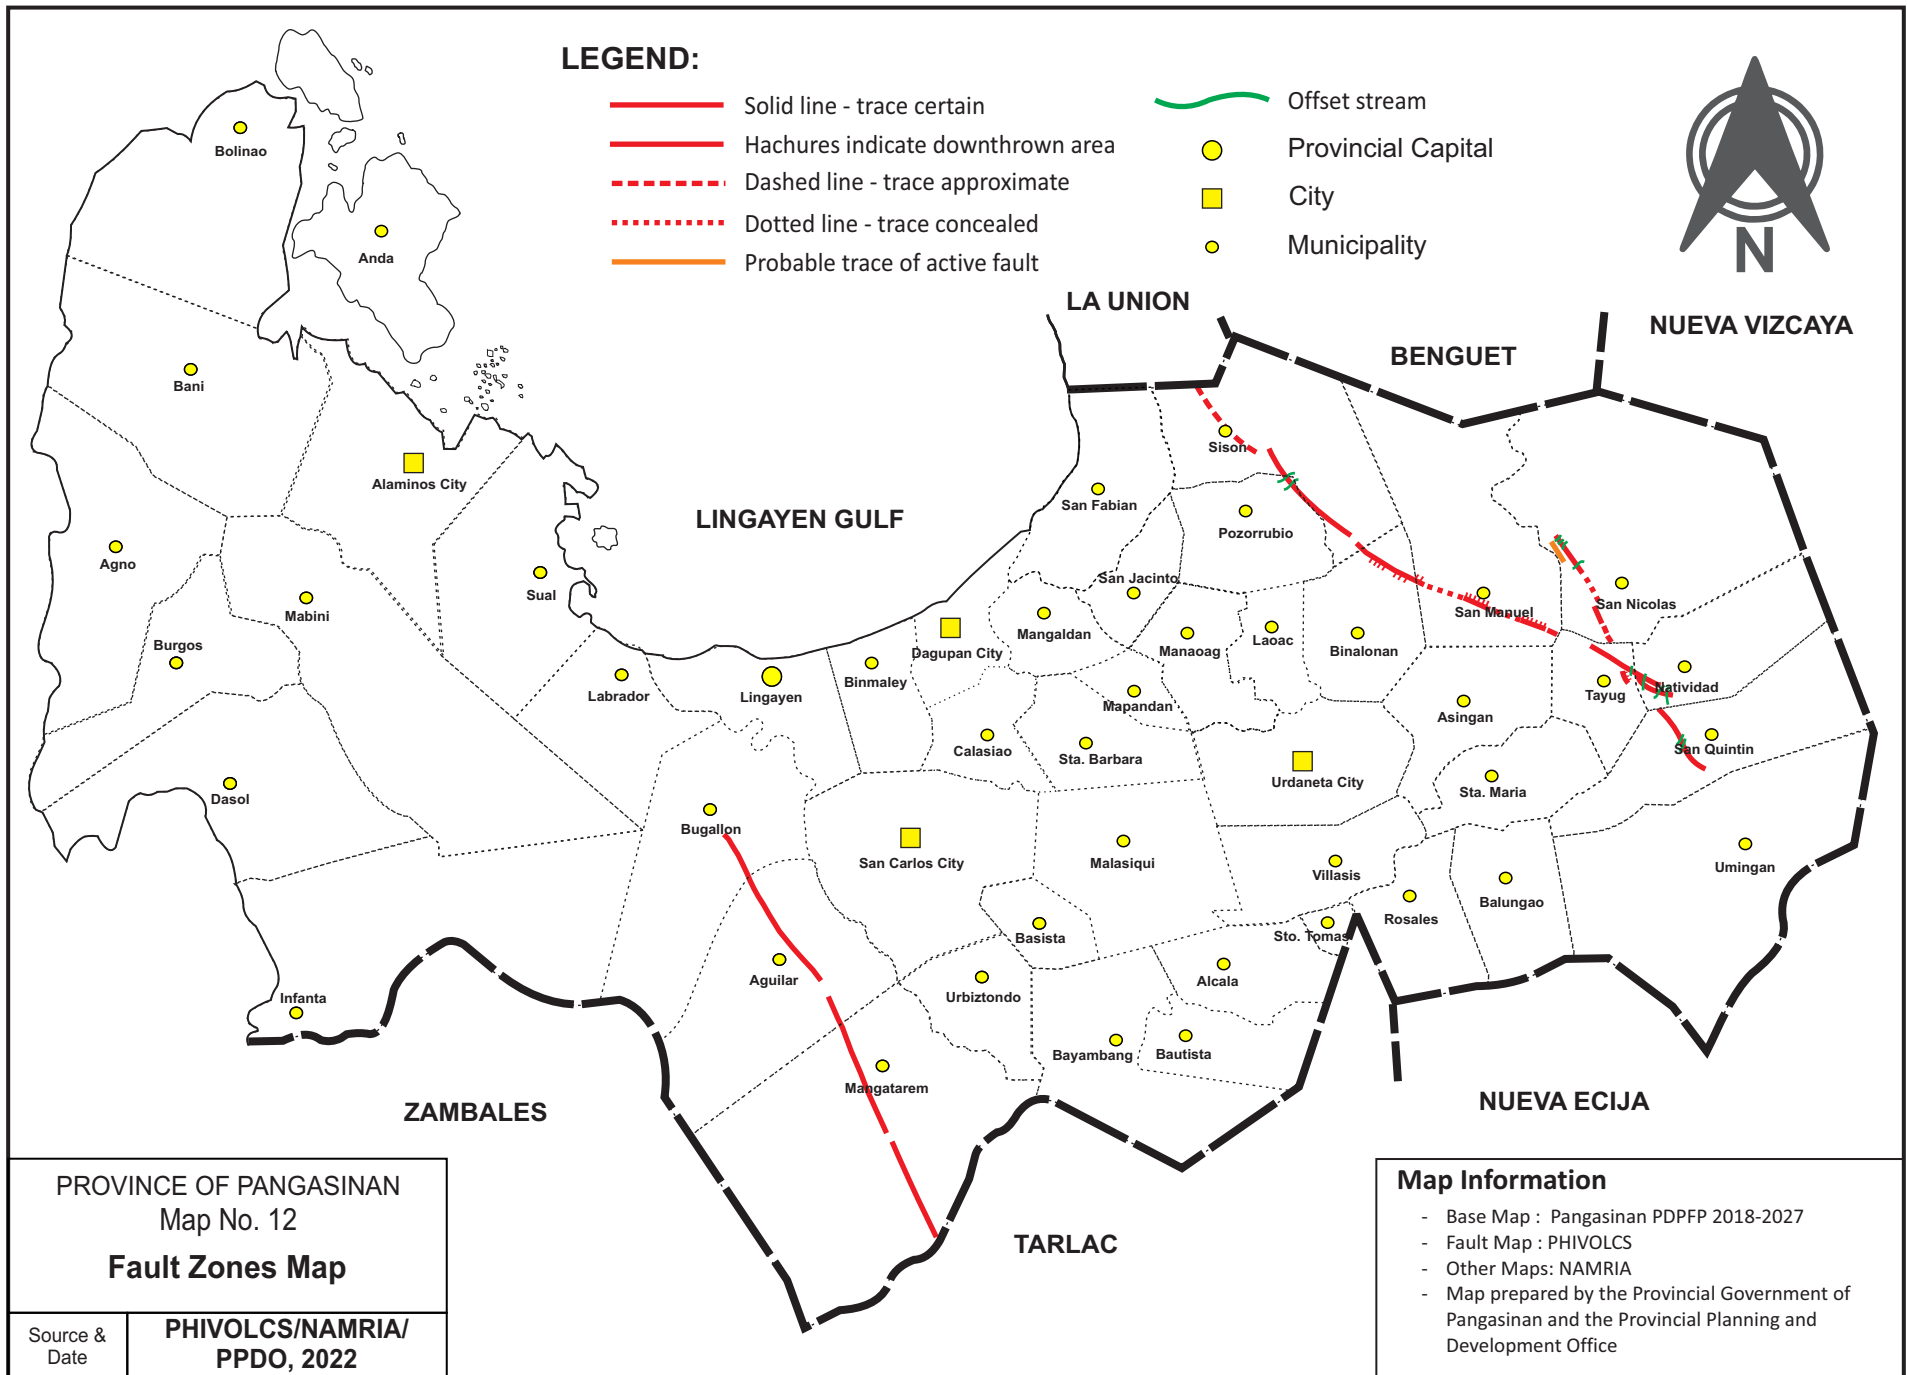 LEGEND:
Solid line - trace certain
Hachures indicate downthrown area
Dashed line - trace approximate
Dotted line - trace concealed
Probable trace of active fault
Offset stream
Provincial Capital
City
Municipality
N
LA UNION
BENGUET
NUEVA VIZCAYA
LINGAYEN GULF
ZAMBALES
TARLAC
NUEVA ECIJA
Bolinao
Anda
Bani
Alaminos City
Agno
Mabini
Sual
Burgos
Dasol
Infanta
Labrador
Lingayen
Binmaley
Dagupan City
Bugallon
Aguilar
Mangatarem
San Carlos City
Calasiao
Sta. Barbara
Mapandan
Mangaldan
San Jacinto
San Fabian
Sison
Pozorrubio
Manaoag
Laoac
Binalonan
San Manuel
San Nicolas
Natividad
Tayug
San Quintin
Asingan
Sta. Maria
Urdaneta City
Malasiqui
Villasis
Rosales
Balungao
Umingan
Basista
Urbiztondo
Sto. Tomas
Alcala
Bayambang
Bautista
PROVINCE OF PANGASINAN
Map No. 12
Fault Zones Map
Source &
Date
PHIVOLCS/NAMRIA/
PPDO, 2022
Map Information
- Base Map : Pangasinan PDPFP 2018-2027
- Fault Map : PHIVOLCS
- Other Maps: NAMRIA
- Map prepared by the Provincial Government of
Pangasinan and the Provincial Planning and
Development Office